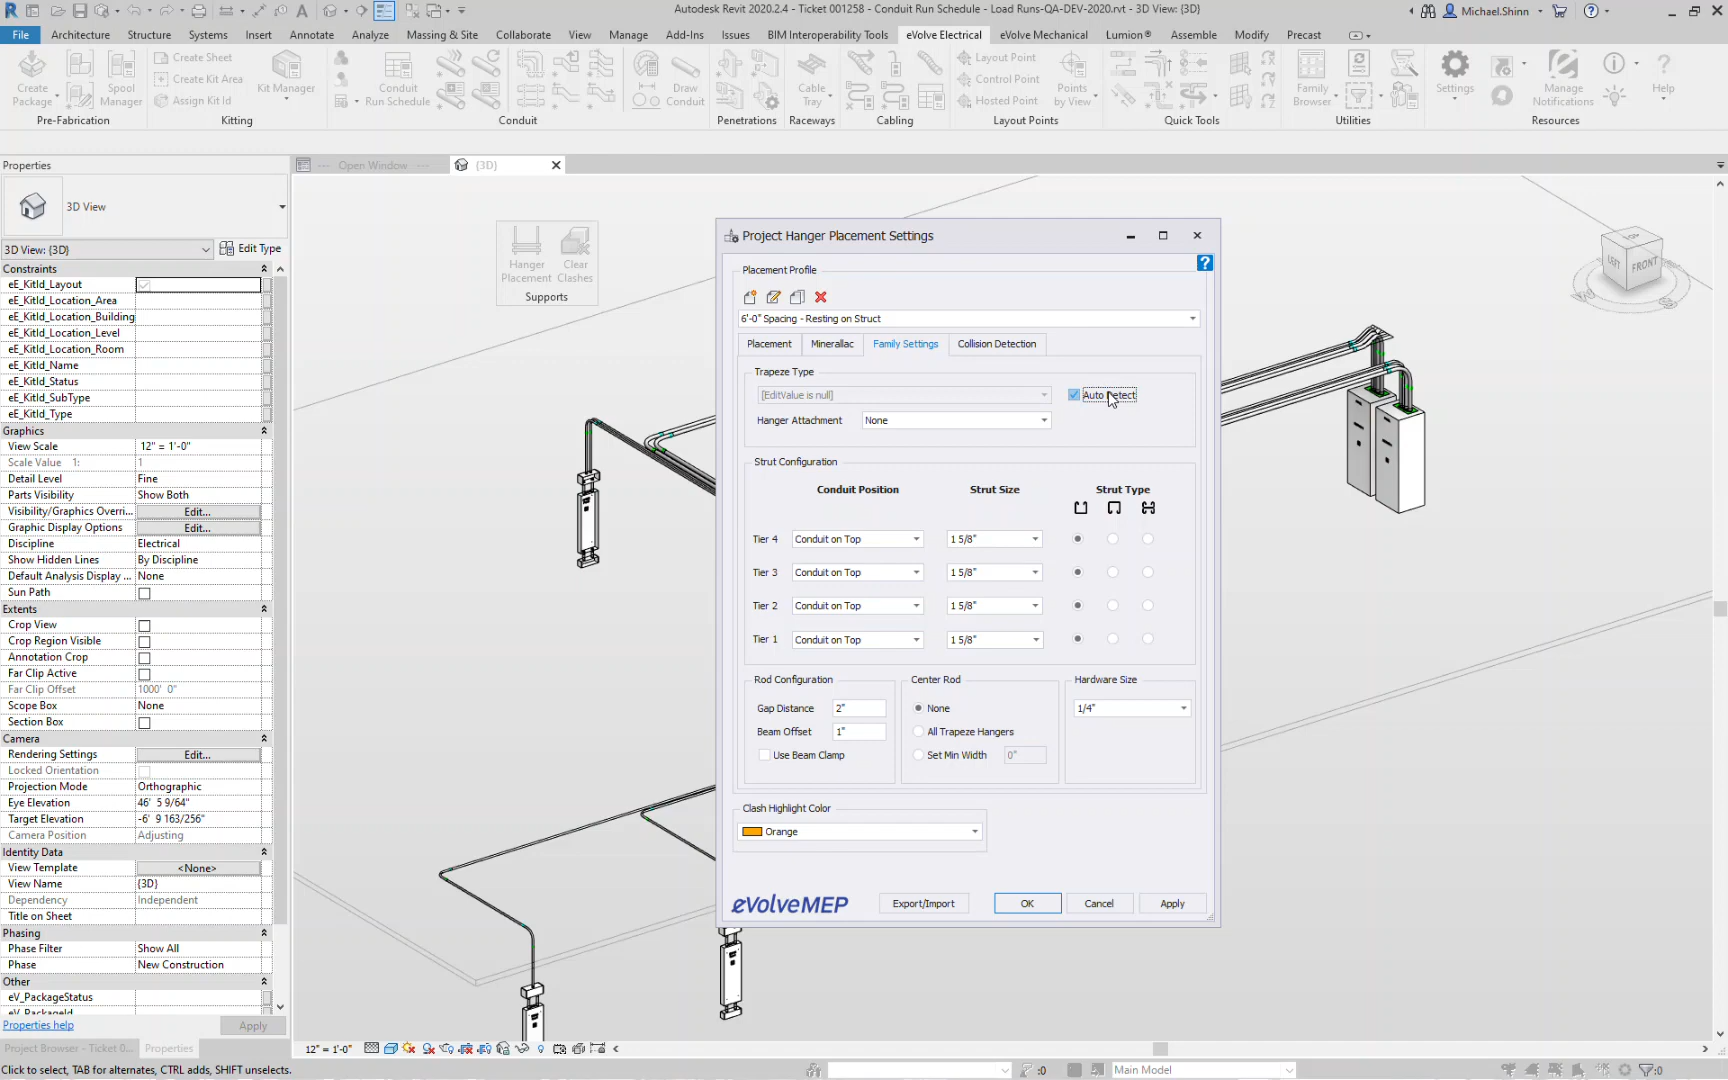 Autodesk Revit 2020.2.4 - Ticket 001258 - Conduit Run Schedule - Load Runs-QA-DEV-2020.rvt - 3D View: {3D}
Michael.Shinn
File Architecture Structure Systems Insert Annotate Analyze Massing & Site Collaborate View Manage Add-Ins Issues BIM Interoperability Tools eVolve Electrical eVolve Mechanical Lumion® Assemble Modify Precast
Create Package
Spool Manager
Create Sheet
Create Kit Area
Assign Kit Id
Kit Manager
Conduit Run Schedule
Draw Conduit
Cable Tray
Layout Point
Control Point
Hosted Point
Points by View
Family Browser
Settings
Manage Notifications
Help
Pre-Fabrication Kitting Conduit Penetrations Raceways Cabling Layout Points Quick Tools Utilities Resources
Properties
Open Window
{3D}
3D View
3D View: {3D}
Edit Type
Constraints
eE_KitId_Layout
eE_KitId_Location_Area
eE_KitId_Location_Building
eE_KitId_Location_Level
eE_KitId_Location_Room
eE_KitId_Name
eE_KitId_Status
eE_KitId_SubType
eE_KitId_Type
Graphics
View Scale 12" = 1'-0"
Scale Value 1: 1
Detail Level Fine
Parts Visibility Show Both
Visibility/Graphics Overri... Edit...
Graphic Display Options Edit...
Discipline Electrical
Show Hidden Lines By Discipline
Default Analysis Display ... None
Sun Path
Extents
Crop View
Crop Region Visible
Annotation Crop
Far Clip Active
Far Clip Offset 1000' 0"
Scope Box None
Section Box
Camera
Rendering Settings Edit...
Locked Orientation
Projection Mode Orthographic
Eye Elevation 46' 5 9/64"
Target Elevation -6' 9 163/256"
Camera Position Adjusting
Identity Data
View Template <None>
View Name {3D}
Dependency Independent
Title on Sheet
Phasing
Phase Filter Show All
Phase New Construction
Other
eV_PackageStatus
eV_PackageId
Properties help
Apply
Project Browser - Ticket 0...
Properties
Hanger Placement
Clear Clashes
Supports
LEFT
FRONT
Project Hanger Placement Settings
?
Placement Profile
6'-0" Spacing - Resting on Struct
Placement Minerallac Family Settings Collision Detection
Trapeze Type
[EditValue is null]
Auto Detect
Hanger Attachment None
Strut Configuration
Conduit Position Strut Size Strut Type
Tier 4 Conduit on Top 1 5/8"
Tier 3 Conduit on Top 1 5/8"
Tier 2 Conduit on Top 1 5/8"
Tier 1 Conduit on Top 1 5/8"
Rod Configuration
Gap Distance 2"
Beam Offset 1"
Use Beam Clamp
Center Rod
None
All Trapeze Hangers
Set Min Width 0"
Hardware Size
1/4"
Clash Highlight Color
Orange
eVolveMEP
Export/Import
OK
Cancel
Apply
12" = 1'-0"
Click to select, TAB for alternates, CTRL adds, SHIFT unselects.
:0
Main Model
:0